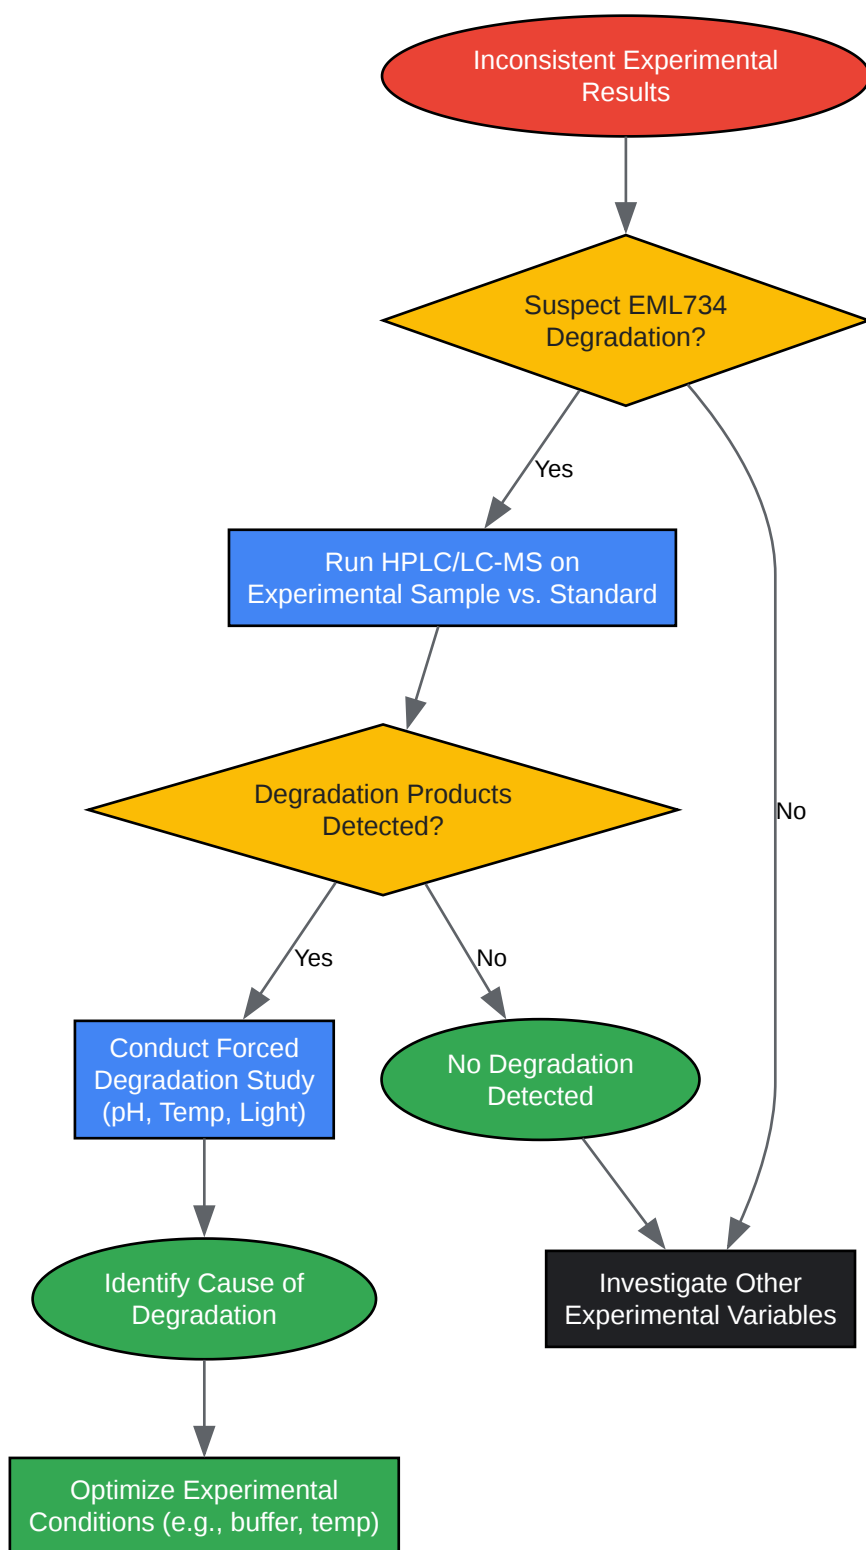 Inconsistent Experimental
Results
Suspect EML734
Degradation?
Yes
Run HPLC/LC-MS on
Experimental Sample vs. Standard
Degradation Products
Detected?
No
Yes
No
Conduct Forced
Degradation Study
(pH, Temp, Light)
No Degradation
Detected
Identify Cause of
Degradation
Investigate Other
Experimental Variables
Optimize Experimental
Conditions (e.g., buffer, temp)